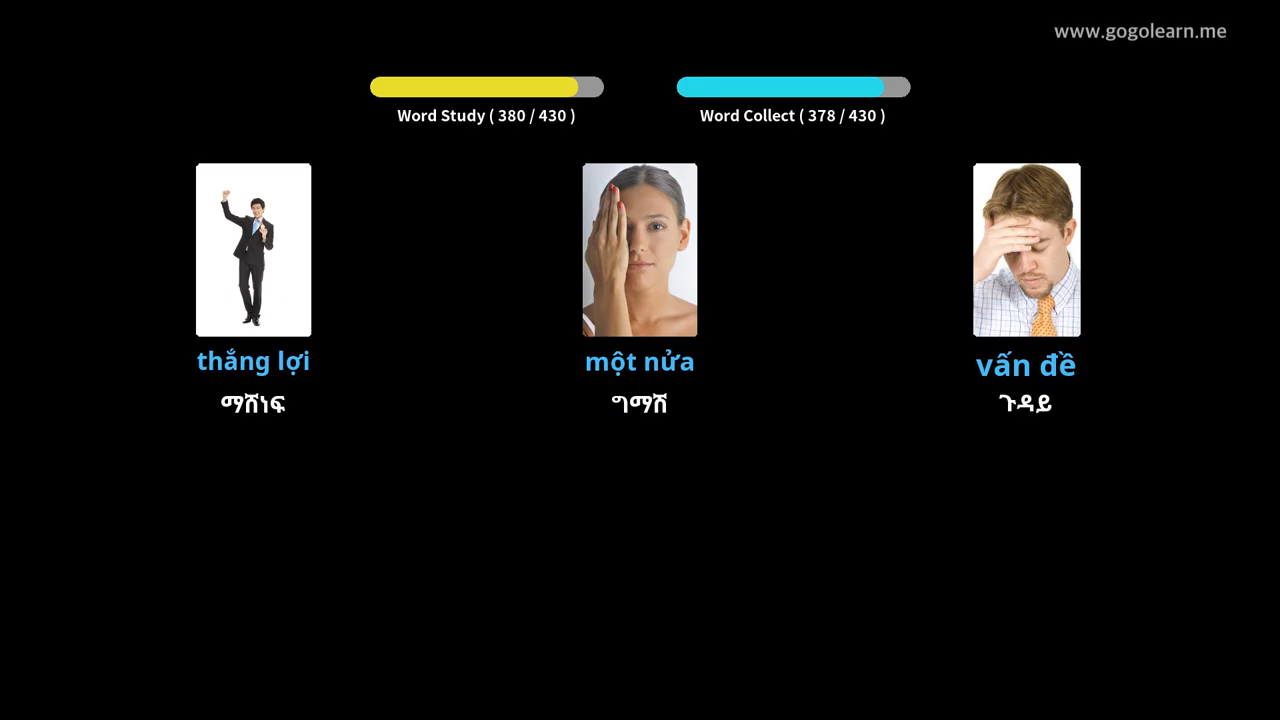 www.gogolearn.me
Word Study ( 380 / 430 )
Word Collect ( 378 / 430 )
thắng lợi
một nửa
vấn đề
ማሸነፍ
ግማሽ
ጉዳይ